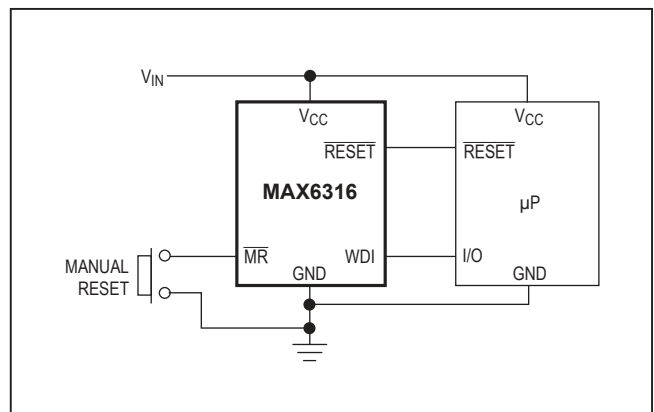 VIN
VCC
VCC
RESET
RESET
MAX6316
µP
MANUAL
RESET
MR
WDI
I/O
GND
GND